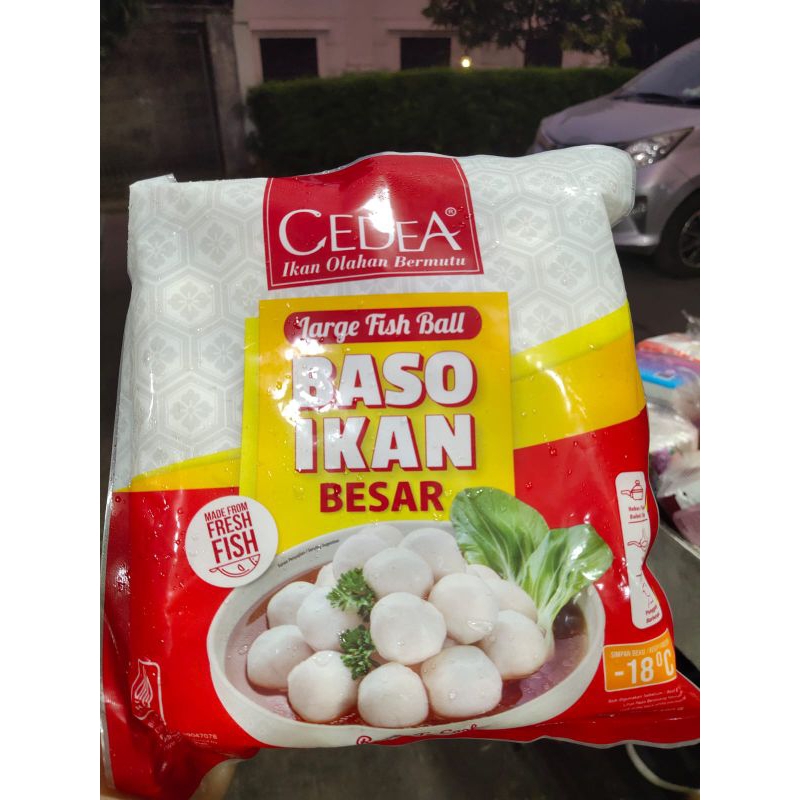 CEDEA®
Ikan Olahan Bermutu
Large Fish Ball
BASO
IKAN
BESAR
MADE FROM
FRESH
FISH
-18°C